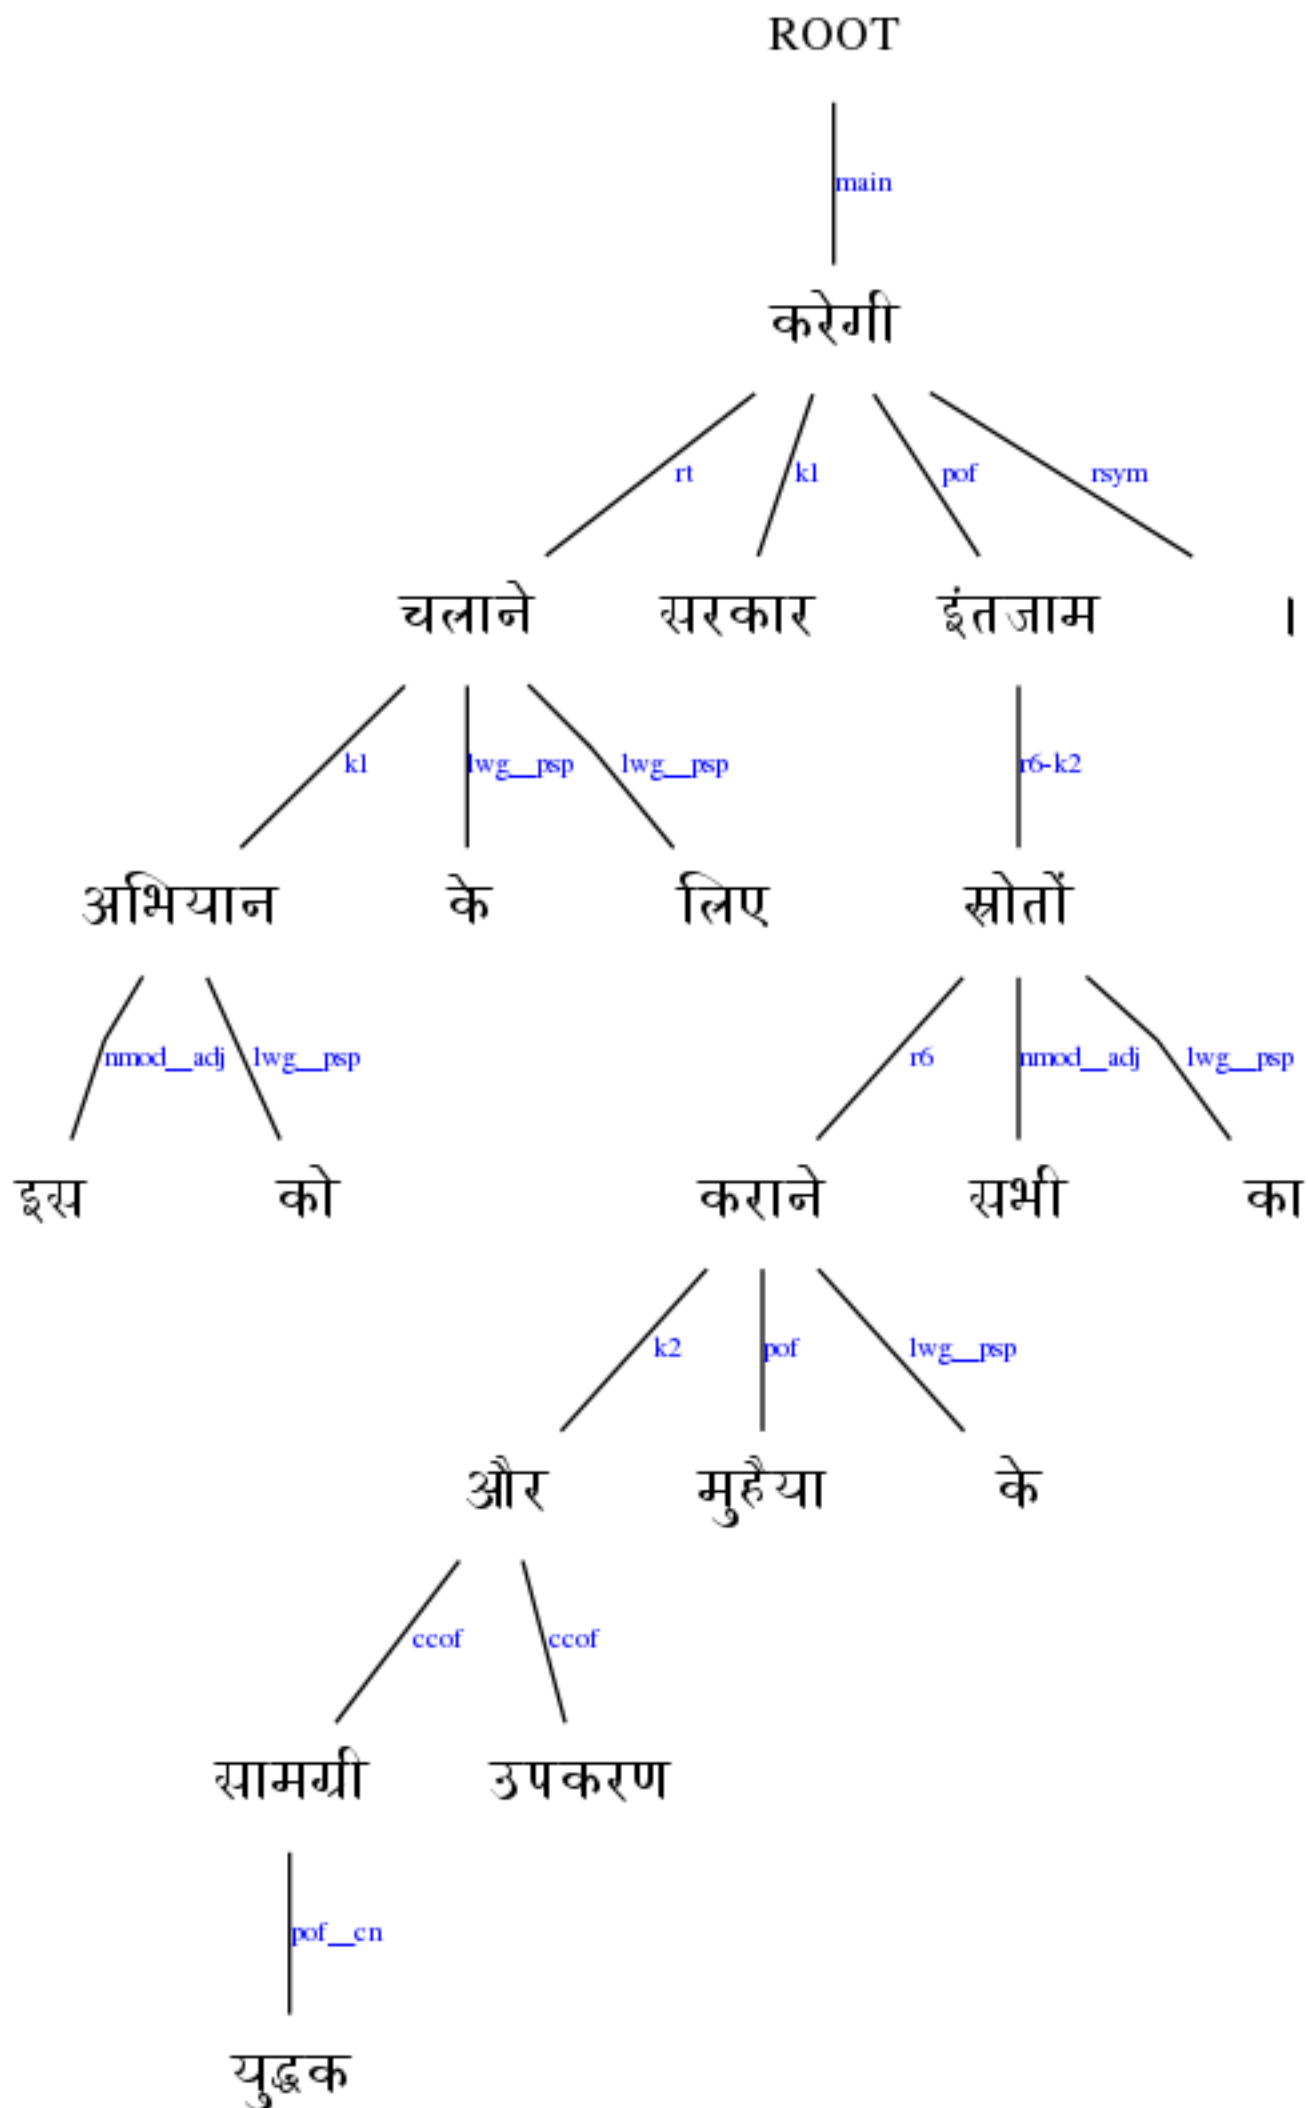 ROOT
main
करेगी
rt k1 pof rsym
चलाने सरकार इंतजाम ।
k1 lwg__psp lwg__psp r6-k2
अभियान के लिए स्रोतों
nmod__adj lwg__psp r6 nmod__adj lwg__psp
इस को कराने सभी का
k2 pof lwg__psp
और मुहैया के
ccof ccof
सामग्री उपकरण
pof__cn
युद्धक